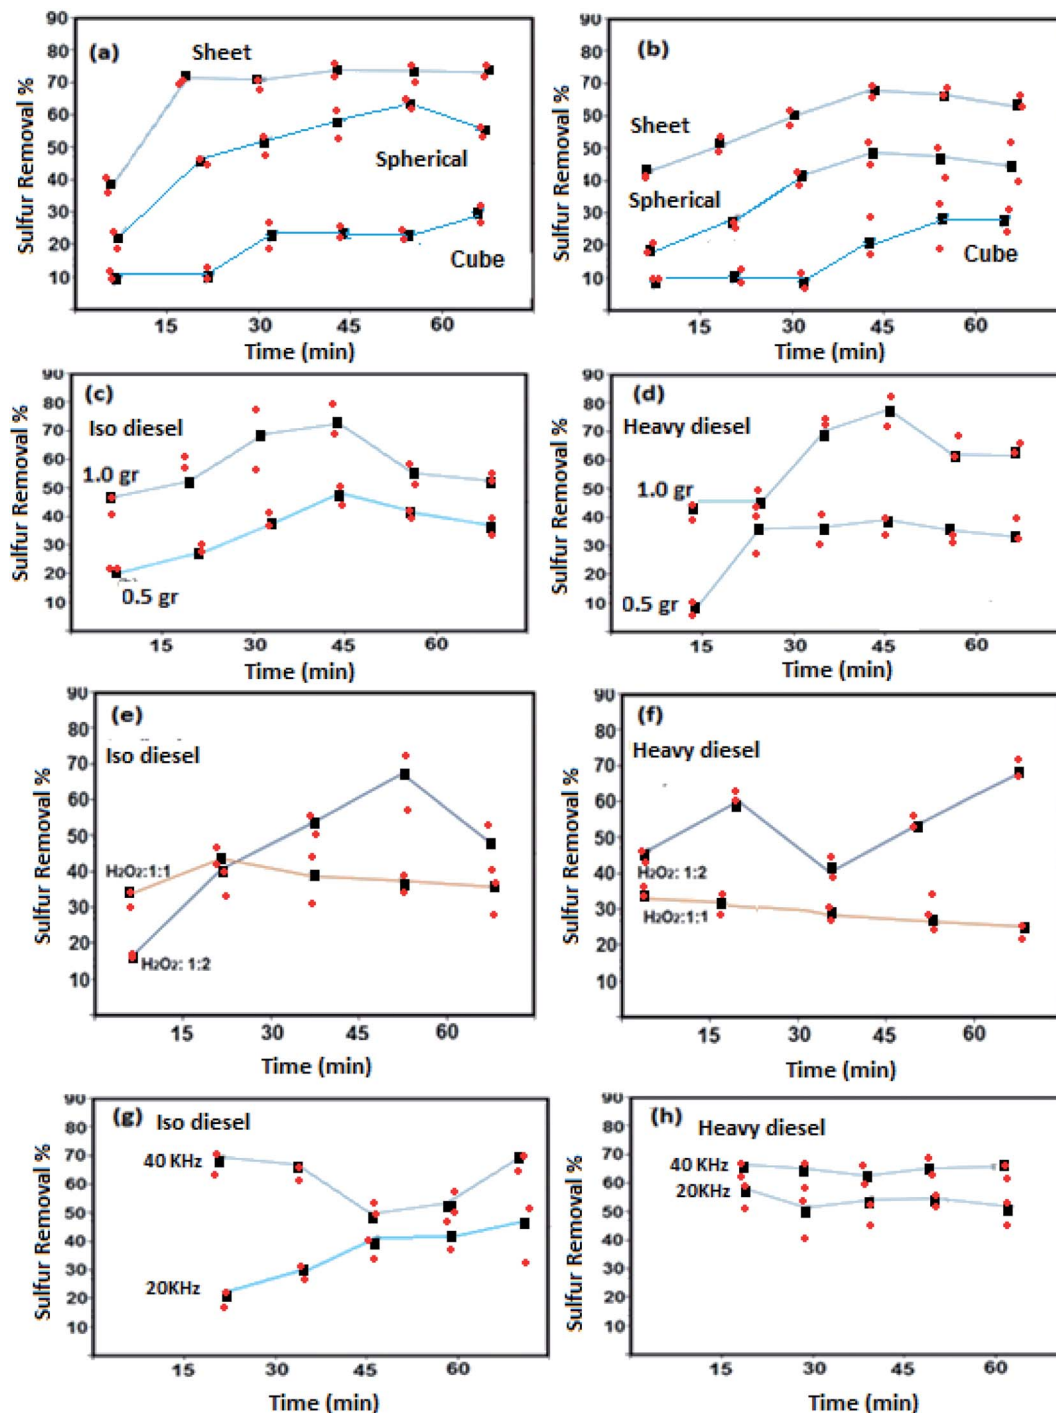 (a)
Sheet
Spherical
Cube
Sulfur Removal %
90
80
70
60
50
40
30
20
10
15 30 45 60
Time (min)
(b)
Sheet
Spherical
Cube
Sulfur Removal %
90
80
70
60
50
40
30
20
10
15 30 45 60
Time (min)
(c)
Iso diesel
1.0 gr
0.5 gr
Sulfur Removal %
90
80
70
60
50
40
30
20
10
15 30 45 60
Time (min)
(d)
Heavy diesel
1.0 gr
0.5 gr
Sulfur Removal %
90
80
70
60
50
40
30
20
10
15 30 45 60
Time (min)
(e)
Iso diesel
H₂O₂:1:1
H₂O₂: 1:2
Sulfur Removal %
90
80
70
60
50
40
30
20
10
15 30 45 60
Time (min)
(f)
Heavy diesel
H₂O₂: 1:2
H₂O₂:1:1
Sulfur Removal %
90
80
70
60
50
40
30
20
10
15 30 45 60
Time (min)
(g)
Iso diesel
40 KHz
20KHz
Sulfur Removal %
90
80
70
60
50
40
30
20
10
15 30 45 60
Time (min)
(h)
Heavy diesel
40 KHz
20KHz
Sulfur Removal %
90
80
70
60
50
40
30
20
10
15 30 45 60
Time (min)